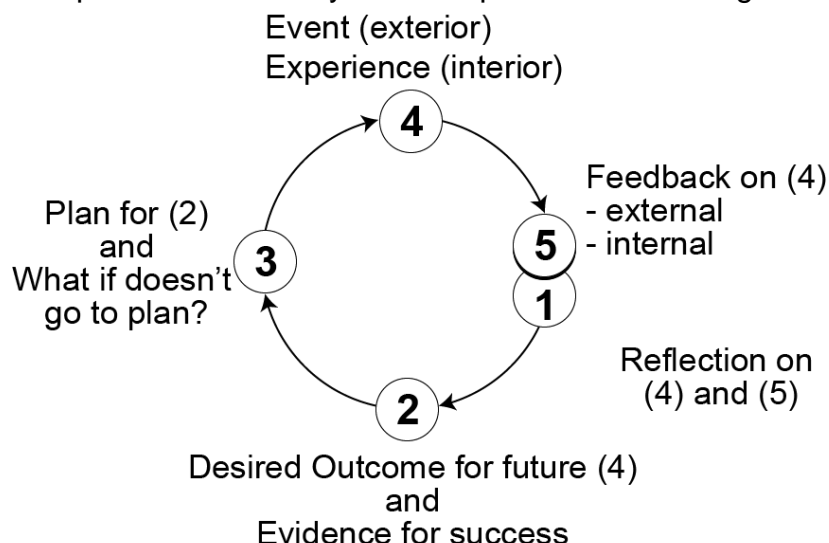 Event (exterior)
Experience (interior)
4
Feedback on (4)
- external
- internal
5
1
Plan for (2)
and
What if doesn't
go to plan?
3
Reflection on
(4) and (5)
2
Desired Outcome for future (4)
and
Evidence for success